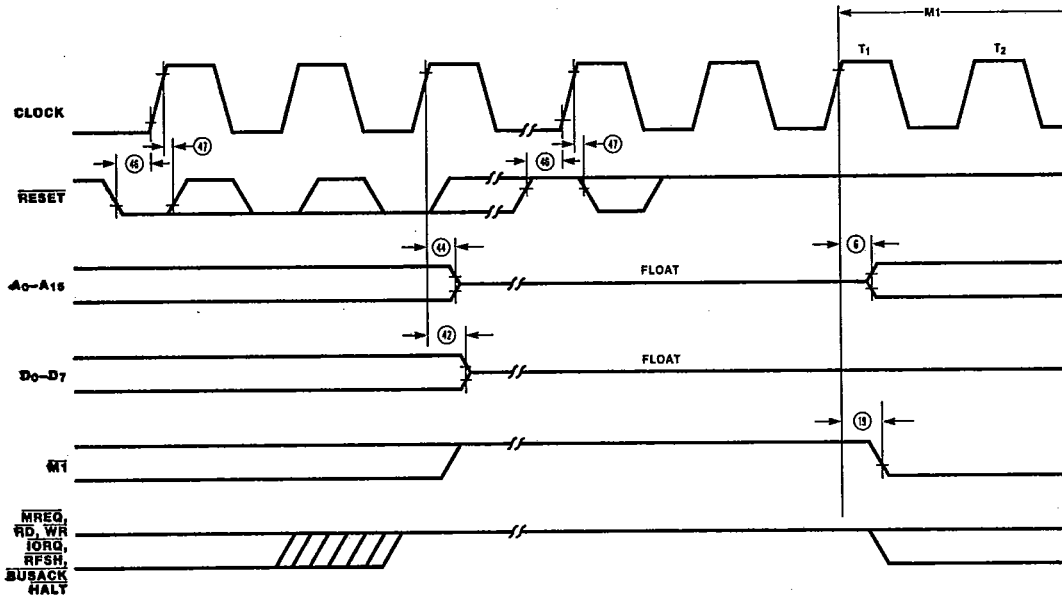 M1
T1 T2
CLOCK
46 47 46 47
RESET
44 6
A0–A15 FLOAT
42
D0–D7 FLOAT
19
M1
MREQ,
RD, WR
IORQ,
RFSH,
BUSACK
HALT